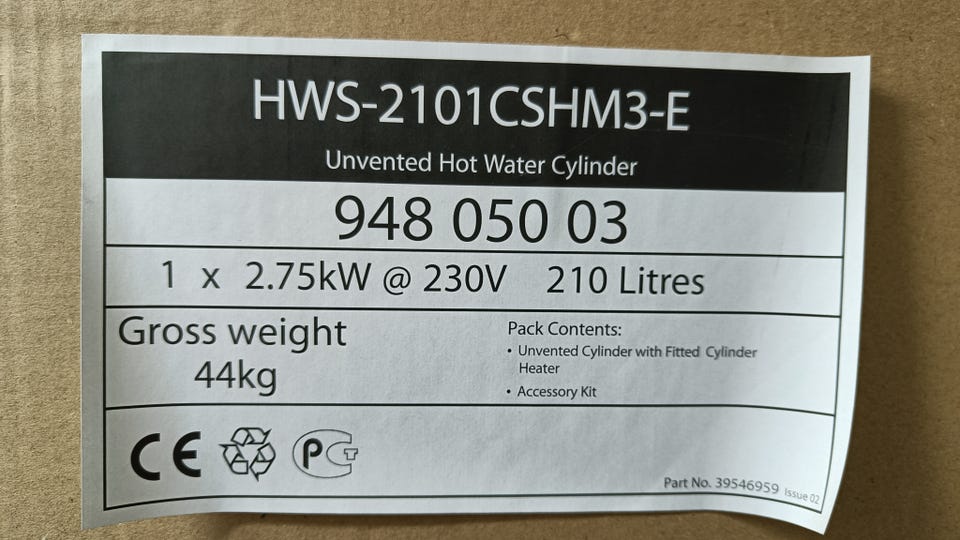 HWS-2101CSHM3-E
Unvented Hot Water Cylinder
948 050 03
1 x 2.75kW @ 230V 210 Litres
Gross weight
44kg
Pack Contents:
• Unvented Cylinder with Fitted Cylinder
Heater
• Accessory Kit
CE
PCT
Part No. 39546959 Issue 02